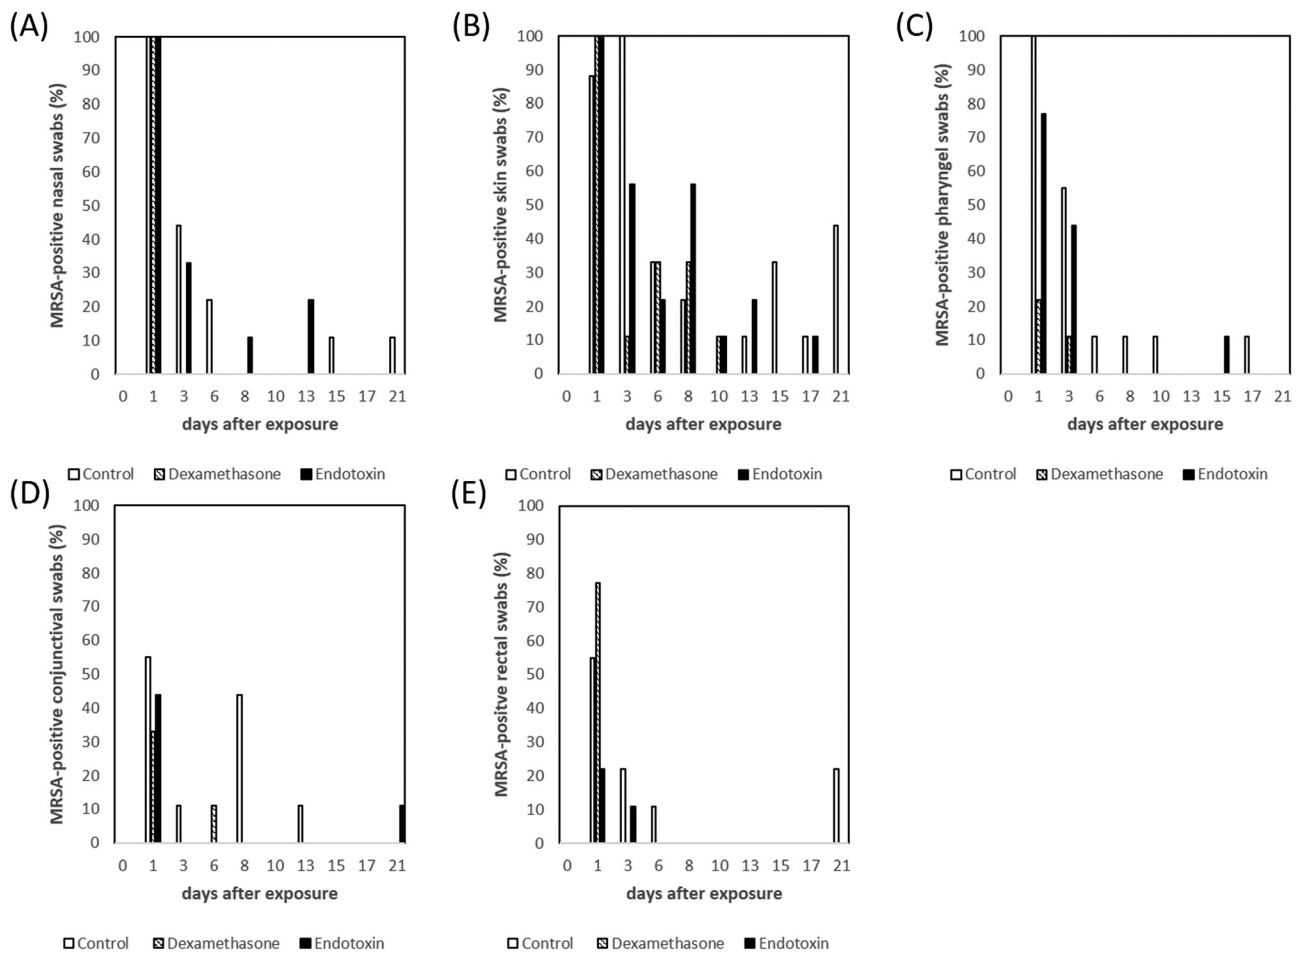 (A)
MRSA-positive nasal swabs (%)
100
90
80
70
60
50
40
30
20
10
0
0 1 3 6 8 10 13 15 17 21
days after exposure
Control Dexamethasone Endotoxin
(B)
MRSA-positive skin swabs (%)
100
90
80
70
60
50
40
30
20
10
0
0 1 3 6 8 10 13 15 17 21
days after exposure
Control Dexamethasone Endotoxin
(C)
MRSA-positive pharyngel swabs (%)
100
90
80
70
60
50
40
30
20
10
0
0 1 3 6 8 10 13 15 17 21
days after exposure
Control Dexamethasone Endotoxin
(D)
MRSA-positive conjunctival swabs (%)
100
90
80
70
60
50
40
30
20
10
0
0 1 3 6 8 10 13 15 17 21
days after exposure
Control Dexamethasone Endotoxin
(E)
MRSA-positve rectal swabs (%)
100
90
80
70
60
50
40
30
20
10
0
0 1 3 6 8 10 13 15 17 21
days after exposure
Control Dexamethasone Endotoxin